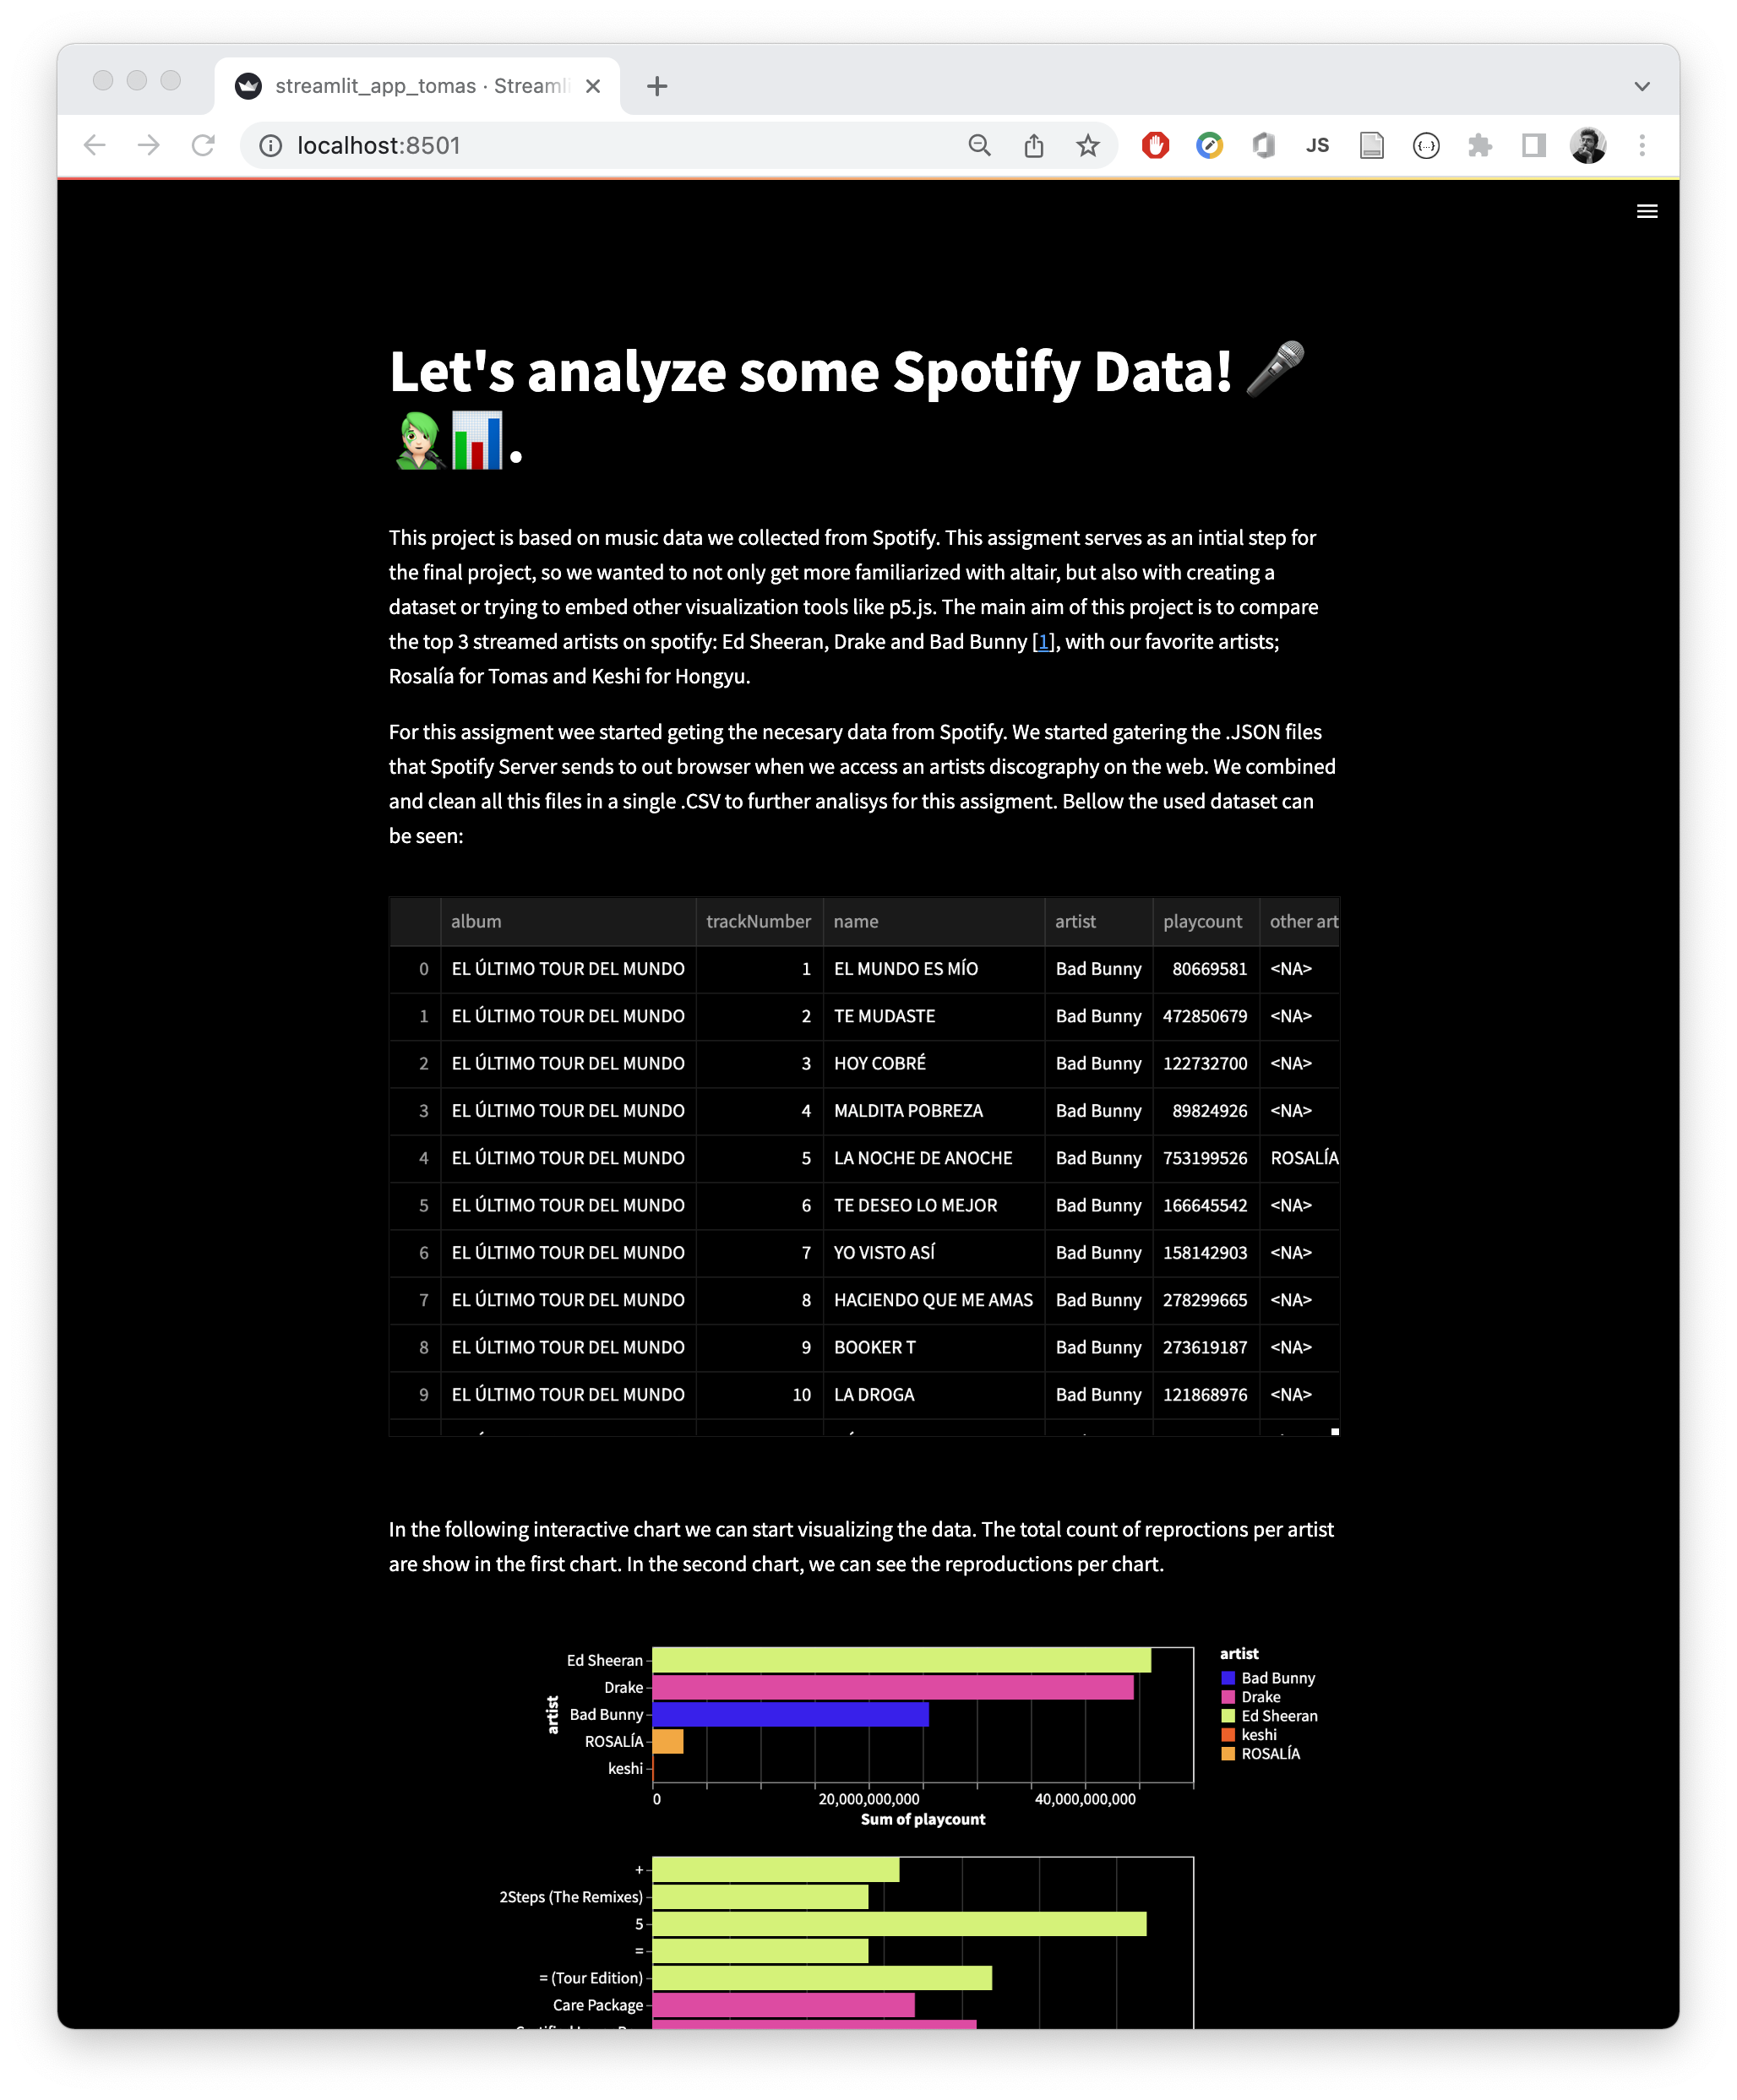 streamlit_app_tomas · Streaml
localhost:8501
JS
Let's analyze some Spotify Data! 🎤
👩🏻‍🎤📊.
This project is based on music data we collected from Spotify. This assigment serves as an intial step for
the final project, so we wanted to not only get more familiarized with altair, but also with creating a
dataset or trying to embed other visualization tools like p5.js. The main aim of this project is to compare
the top 3 streamed artists on spotify: Ed Sheeran, Drake and Bad Bunny [1], with our favorite artists;
Rosalía for Tomas and Keshi for Hongyu.
For this assigment wee started geting the necesary data from Spotify. We started gatering the .JSON files
that Spotify Server sends to out browser when we access an artists discography on the web. We combined
and clean all this files in a single .CSV to further analisys for this assigment. Bellow the used dataset can
be seen:
album trackNumber name artist playcount other art
0 EL ÚLTIMO TOUR DEL MUNDO 1 EL MUNDO ES MÍO Bad Bunny 80669581 <NA>
1 EL ÚLTIMO TOUR DEL MUNDO 2 TE MUDASTE Bad Bunny 472850679 <NA>
2 EL ÚLTIMO TOUR DEL MUNDO 3 HOY COBRÉ Bad Bunny 122732700 <NA>
3 EL ÚLTIMO TOUR DEL MUNDO 4 MALDITA POBREZA Bad Bunny 89824926 <NA>
4 EL ÚLTIMO TOUR DEL MUNDO 5 LA NOCHE DE ANOCHE Bad Bunny 753199526 ROSALÍA
5 EL ÚLTIMO TOUR DEL MUNDO 6 TE DESEO LO MEJOR Bad Bunny 166645542 <NA>
6 EL ÚLTIMO TOUR DEL MUNDO 7 YO VISTO ASÍ Bad Bunny 158142903 <NA>
7 EL ÚLTIMO TOUR DEL MUNDO 8 HACIENDO QUE ME AMAS Bad Bunny 278299665 <NA>
8 EL ÚLTIMO TOUR DEL MUNDO 9 BOOKER T Bad Bunny 273619187 <NA>
9 EL ÚLTIMO TOUR DEL MUNDO 10 LA DROGA Bad Bunny 121868976 <NA>
In the following interactive chart we can start visualizing the data. The total count of reproctions per artist
are show in the first chart. In the second chart, we can see the reproductions per chart.
artist
Ed Sheeran
Drake
Bad Bunny
ROSALÍA
keshi
0 20,000,000,000 40,000,000,000
Sum of playcount
artist
Bad Bunny
Drake
Ed Sheeran
keshi
ROSALÍA
+
2Steps (The Remixes)
5
=
= (Tour Edition)
Care Package